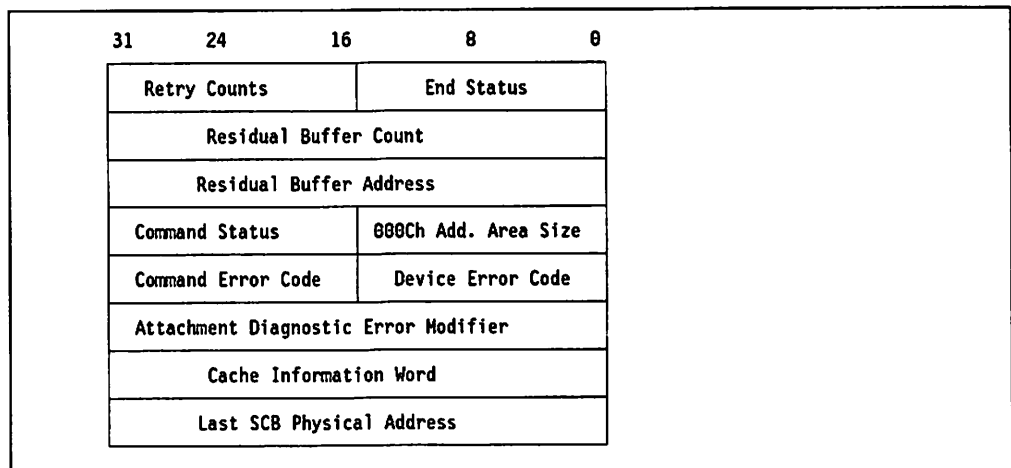 31 24 16 8 0
Retry Counts End Status
Residual Buffer Count
Residual Buffer Address
Command Status 000Ch Add. Area Size
Command Error Code Device Error Code
Attachment Diagnostic Error Modifier
Cache Information Word
Last SCB Physical Address